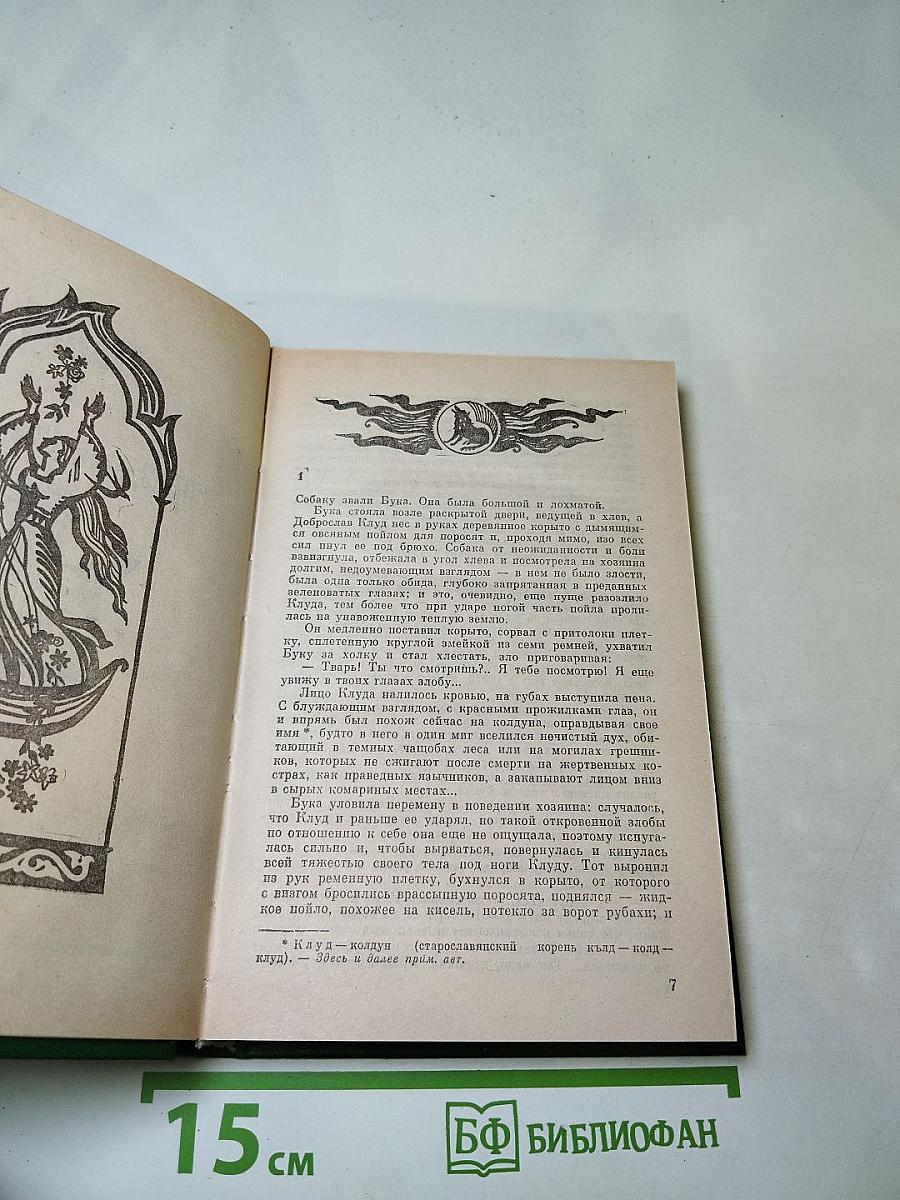 1
Собаку звали Бука. Она была большой и лохматой.
Бука стояла возле раскрытой двери, ведущей в хлев, а
Доброслав Клуд нес в руках деревянное корыто с дымящим-
ся овсяным пойлом для поросят и, проходя мимо, изо всех
сил пнул ее под брюхо. Собака от неожиданности и боли
взвизгнула, отбежала в угол хлева и посмотрела на хозяина
долгим, недоумевающим взглядом — в нем не было злости,
была одна только обида, глубоко запрятанная в преданных
зеленоватых глазах; и это, очевидно, еще пуще разозлило
Клуда, тем более что при ударе ногой часть пойла проли-
лась на унавоженную теплую землю.
Он медленно поставил корыто, сорвал с притолоки плет-
ку, сплетенную круглой змейкой из семи ремней, ухватил
Буку за холку и стал хлестать, зло приговаривая:
— Тварь! Ты что смотришь?.. Я тебе посмотрю! Я еще
увижу в твоих глазах злобу...
Лицо Клуда налилось кровью, на губах выступила пена.
С блуждающим взглядом, с красными прожилками глаз, он
и впрямь был похож сейчас на колдуна, оправдывая свое
имя *, будто в него в один миг вселился нечистый дух, оби-
тающий в темных чащобах леса или на могилах грешни-
ков, которых не сжигают после смерти на жертвенных ко-
страх, как праведных язычников, а закапывают лицом вниз
в сырых комариных местах...
Бука уловила перемену в поведении хозяина: случалось,
что Клуд и раньше ее ударял, но такой откровенной злобы
по отношению к себе она еще не ощущала, поэтому испуга-
лась сильно и, чтобы вырваться, повернулась и кинулась
всей тяжестью своего тела под ноги Клуду. Тот выронил
из рук ременную плетку, бухнулся в корыто, от которого
с визгом бросились врассыпную поросята, поднялся — жид-
кое пойло, похожее на кисель, потекло за ворот рубахи; и
* Клуд — колдун (старославянский корень кълд — колд —
клуд). — Здесь и далее прим. авт.
7
15 см
БФ БИБЛИОФАН